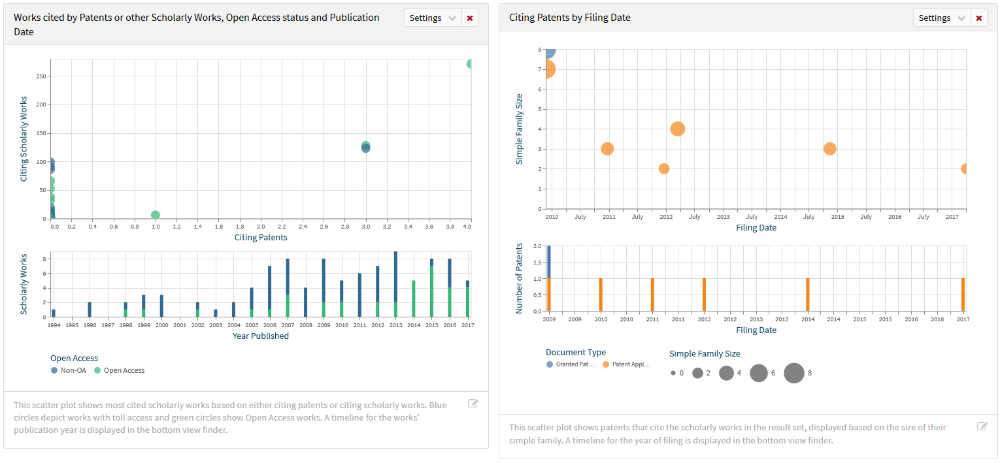 Works cited by Patents or other Scholarly Works, Open Access status and Publication
Date
Settings
Citing Scholarly Works
250
200
150
100
50
0
0.0 0.2 0.4 0.6 0.8 1.0 1.2 1.4 1.6 1.8 2.0 2.2 2.4 2.6 2.8 3.0 3.2 3.4 3.6 3.8 4.0
Citing Patents
Scholarly Works
8
6
4
2
0
1994 1995 1996 1997 1998 1999 2000 2001 2002 2003 2004 2005 2006 2007 2008 2009 2010 2011 2012 2013 2014 2015 2016 2017
Year Published
Open Access
Non-OA Open Access
This scatter plot shows most cited scholarly works based on either citing patents or citing scholarly works. Blue
circles depict works with toll access and green circles show Open Access works. A timeline for the works’
publication year is displayed in the bottom view finder.
Citing Patents by Filing Date
Settings
Simple Family Size
8
7
6
5
4
3
2
1
0
2010 July 2011 July 2012 July 2013 July 2014 July 2015 July 2016 July 2017
Filing Date
Number of Patents
2.0
1.5
1.0
0.5
0.0
2009 2009 2010 2010 2011 2011 2012 2012 2013 2013 2014 2014 2015 2015 2016 2016 2017
Filing Date
Document Type
Granted Pat... Patent Appl...
Simple Family Size
0 2 4 6 8
This scatter plot shows patents that cite the scholarly works in the result set, displayed based on the size of their
simple family. A timeline for the year of filing is displayed in the bottom view finder.